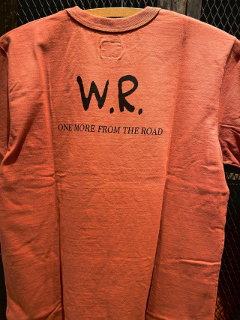 W.R.
ONE MORE FROM THE ROAD